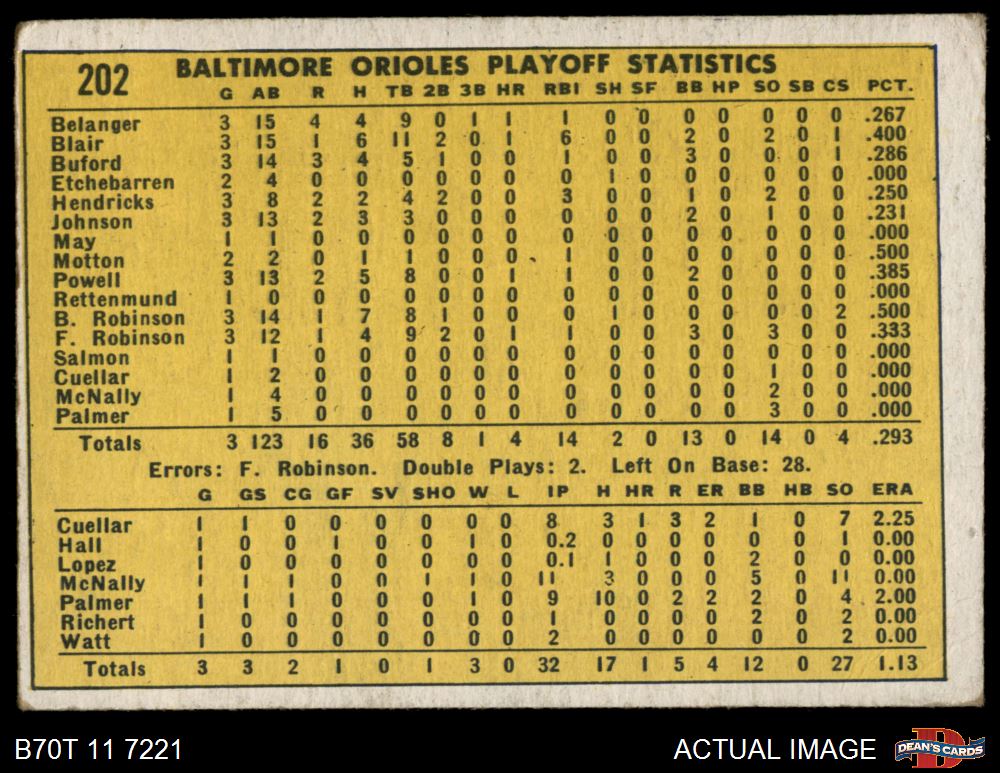 202 BALTIMORE ORIOLES PLAYOFF STATISTICS
G AB R H TB 2B 3B HR RBI SH SF BB HP SO SB CS PCT.
Belanger 3 15 4 4 9 0 1 1 1 0 0 0 0 0 0 0 .267
Blair 3 15 1 6 11 2 0 1 6 0 0 2 0 2 0 1 .400
Buford 3 14 3 4 5 1 0 0 1 0 0 3 0 0 0 1 .286
Etchebarren 2 4 0 0 0 0 0 0 0 1 0 0 0 0 0 0 .000
Hendricks 3 8 2 2 4 2 0 0 3 0 0 1 0 2 0 0 .250
Johnson 3 13 2 3 3 0 0 0 0 0 0 2 0 1 0 0 .231
May 1 1 0 0 0 0 0 0 0 0 0 0 0 0 0 0 .000
Motton 2 2 0 1 1 0 0 0 1 0 0 0 0 0 0 0 .500
Powell 3 13 2 5 8 0 0 1 1 0 0 2 0 0 0 0 .385
Rettenmund 1 0 0 0 0 0 0 0 0 0 0 0 0 0 0 0 .000
B. Robinson 3 14 1 7 8 1 0 0 0 1 0 0 0 0 0 2 .500
F. Robinson 3 12 1 4 9 2 0 1 1 0 0 3 0 3 0 0 .333
Salmon 1 1 0 0 0 0 0 0 0 0 0 0 0 0 0 0 .000
Cuellar 1 2 0 0 0 0 0 0 0 0 0 0 0 1 0 0 .000
McNally 1 4 0 0 0 0 0 0 0 0 0 0 0 2 0 0 .000
Palmer 1 5 0 0 0 0 0 0 0 0 0 0 0 3 0 0 .000
Totals 3 123 16 36 58 8 1 4 14 2 0 13 0 14 0 4 .293
Errors: F. Robinson. Double Plays: 2. Left On Base: 28.
G GS CG GF SV SHO W L IP H HR R ER BB HB SO ERA
Cuellar 1 1 0 0 0 0 0 0 8 3 1 3 2 1 0 7 2.25
Hall 1 0 0 1 0 0 1 0 0.2 0 0 0 0 0 0 1 0.00
Lopez 1 0 0 0 0 0 0 0 0.1 1 0 0 0 2 0 0 0.00
McNally 1 1 1 0 0 1 1 0 11 3 0 0 0 5 0 11 0.00
Palmer 1 1 1 0 0 0 1 0 9 10 0 2 2 2 0 4 2.00
Richert 1 0 0 0 0 0 0 0 1 0 0 0 0 2 0 2 0.00
Watt 1 0 0 0 0 0 0 0 2 0 0 0 0 0 0 2 0.00
Totals 3 3 2 1 0 1 3 0 32 17 1 5 4 12 0 27 1.13
B70T 11 7221 ACTUAL IMAGE DEAN'S CARDS